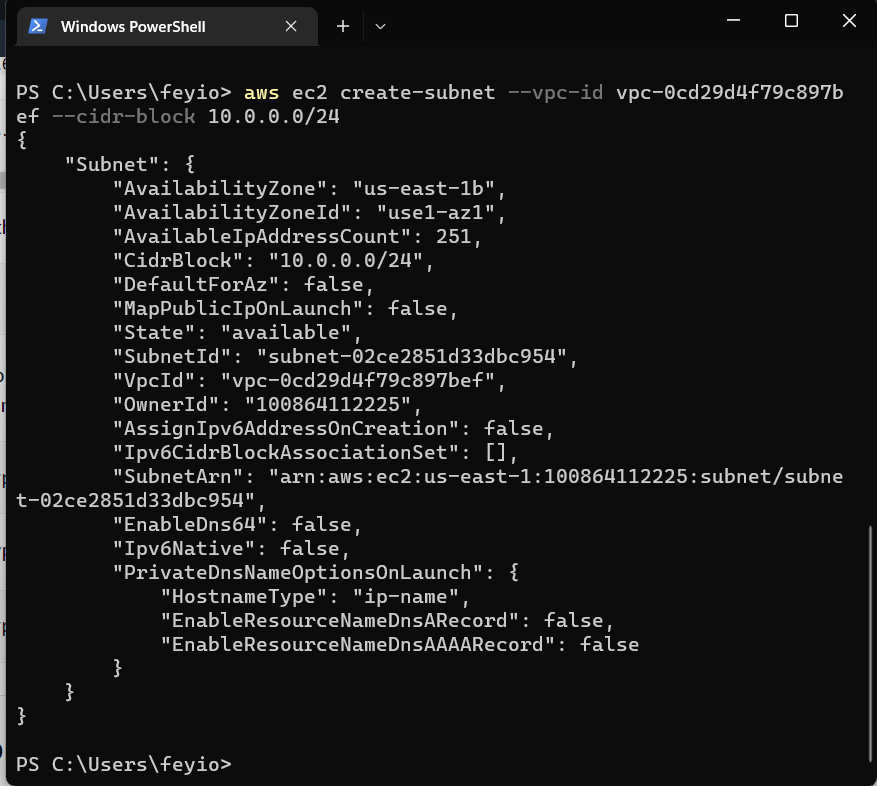 Windows PowerShell
PS C:\Users\feyio> aws ec2 create-subnet --vpc-id vpc-0cd29d4f79c897b
ef --cidr-block 10.0.0.0/24
{
    "Subnet": {
        "AvailabilityZone": "us-east-1b",
        "AvailabilityZoneId": "use1-az1",
        "AvailableIpAddressCount": 251,
        "CidrBlock": "10.0.0.0/24",
        "DefaultForAz": false,
        "MapPublicIpOnLaunch": false,
        "State": "available",
        "SubnetId": "subnet-02ce2851d33dbc954",
        "VpcId": "vpc-0cd29d4f79c897bef",
        "OwnerId": "100864112225",
        "AssignIpv6AddressOnCreation": false,
        "Ipv6CidrBlockAssociationSet": [],
        "SubnetArn": "arn:aws:ec2:us-east-1:100864112225:subnet/subne
t-02ce2851d33dbc954",
        "EnableDns64": false,
        "Ipv6Native": false,
        "PrivateDnsNameOptionsOnLaunch": {
            "HostnameType": "ip-name",
            "EnableResourceNameDnsARecord": false,
            "EnableResourceNameDnsAAAARecord": false
        }
    }
}
PS C:\Users\feyio>